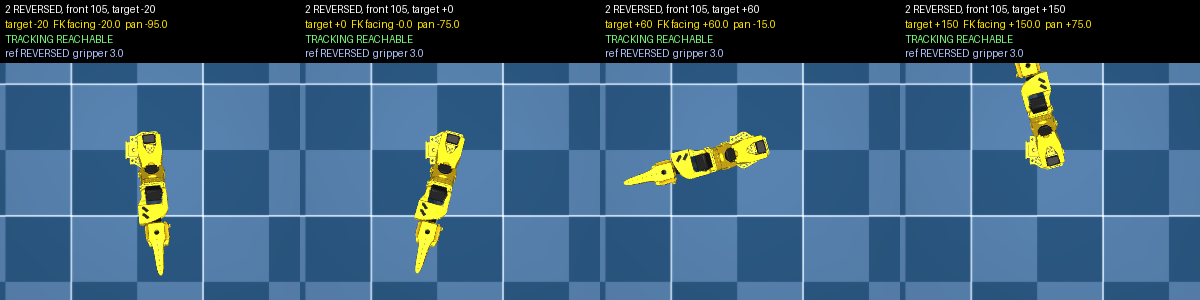 2 REVERSED, front 105, target -20
target -20 FK facing -20.0 pan -95.0
TRACKING REACHABLE
ref REVERSED gripper 3.0
2 REVERSED, front 105, target +0
target +0 FK facing -0.0 pan -75.0
TRACKING REACHABLE
ref REVERSED gripper 3.0
2 REVERSED, front 105, target +60
target +60 FK facing +60.0 pan -15.0
TRACKING REACHABLE
ref REVERSED gripper 3.0
2 REVERSED, front 105, target +150
target +150 FK facing +150.0 pan +75.0
TRACKING REACHABLE
ref REVERSED gripper 3.0